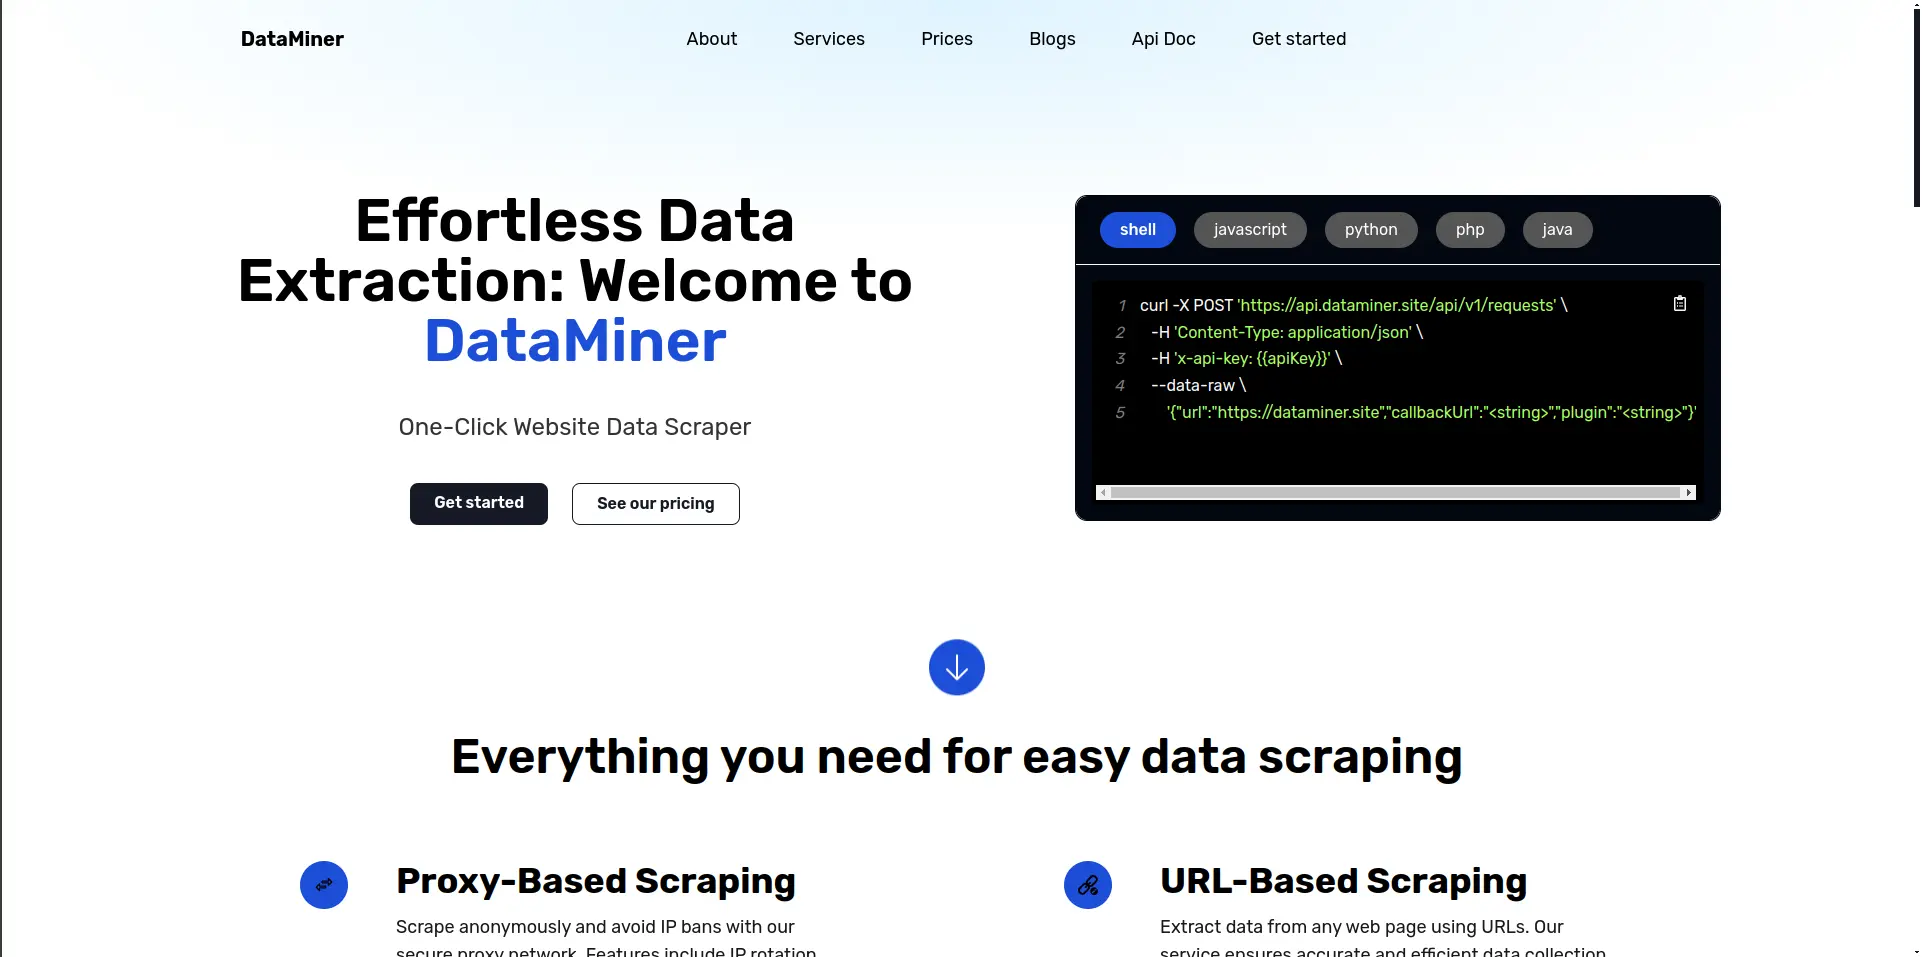 DataMiner
About Services Prices Blogs Api Doc Get started
Effortless Data
Extraction: Welcome to
DataMiner
One-Click Website Data Scraper
Get started See our pricing
shell javascript python php java
1 curl -X POST 'https://api.dataminer.site/api/v1/requests' \
2 -H 'Content-Type: application/json' \
3 -H 'x-api-key: {{apiKey}}' \
4 --data-raw \
5 '{"url":"https://dataminer.site","callbackUrl":"<string>","plugin":"<string>"}'
Everything you need for easy data scraping
Proxy-Based Scraping
Scrape anonymously and avoid IP bans with our
secure proxy network. Features include IP rotation
URL-Based Scraping
Extract data from any web page using URLs. Our
service ensures accurate and efficient data collection